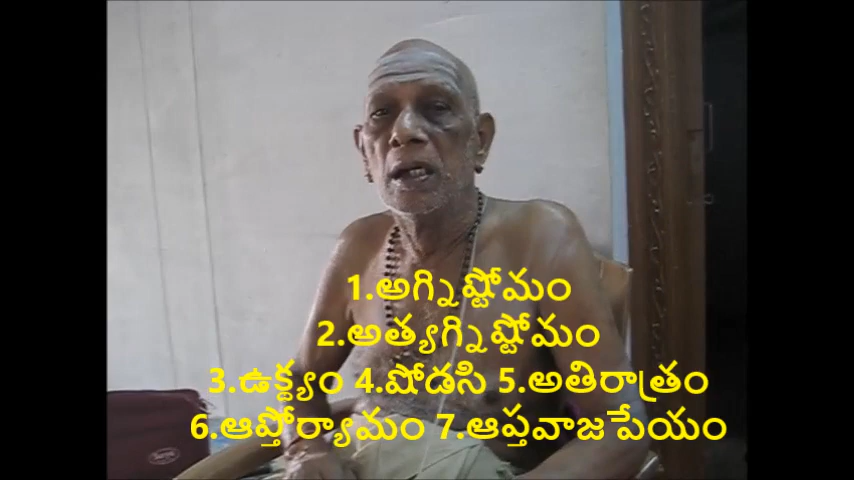 1.అగ్నిష్టోమం
2.అత్యగ్నిష్టోమం
3.ఉక్థ్యం 4.షోడసి 5.అతిరాత్రం
6.ఆప్తోర్యామం 7.ఆప్తవాజపేయం